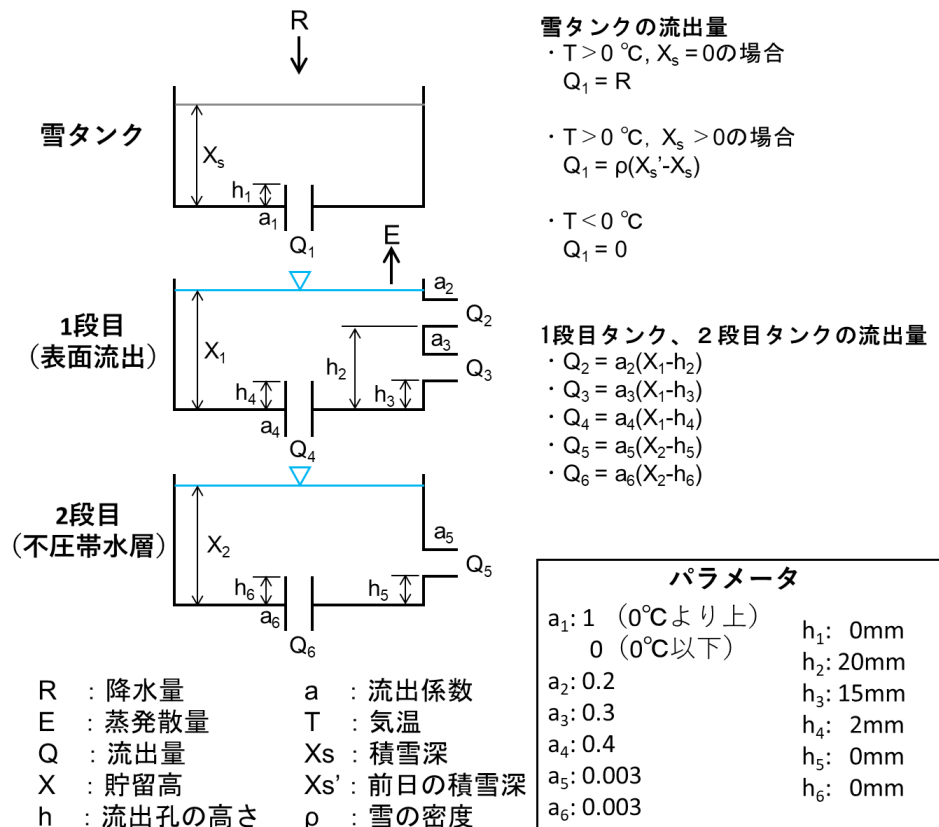 R
雪タンク
Xs
h1
a1
Q1
E
1段目
(表面流出)
X1
h4
a4
Q4
h2
h3
a2
Q2
a3
Q3
2段目
(不圧帯水層)
X2
h6
a6
Q6
h5
a5
Q5
雪タンクの流出量
・T>0 ℃, Xs=0の場合
Q1 = R
・T>0 ℃, Xs >0の場合
Q1 = ρ(Xs'-Xs)
・T<0 ℃
Q1 = 0
1段目タンク、2段目タンクの流出量
・Q2 = a2(X1-h2)
・Q3 = a3(X1-h3)
・Q4 = a4(X1-h4)
・Q5 = a5(X2-h5)
・Q6 = a6(X2-h6)
R : 降水量
E : 蒸発散量
Q : 流出量
X : 貯留高
h : 流出孔の高さ
a : 流出係数
T : 気温
Xs : 積雪深
Xs' : 前日の積雪深
ρ : 雪の密度
パラメータ
a1: 1 (0℃より上)
0 (0℃以下)
a2: 0.2
a3: 0.3
a4: 0.4
a5: 0.003
a6: 0.003
h1: 0mm
h2: 20mm
h3: 15mm
h4: 2mm
h5: 0mm
h6: 0mm